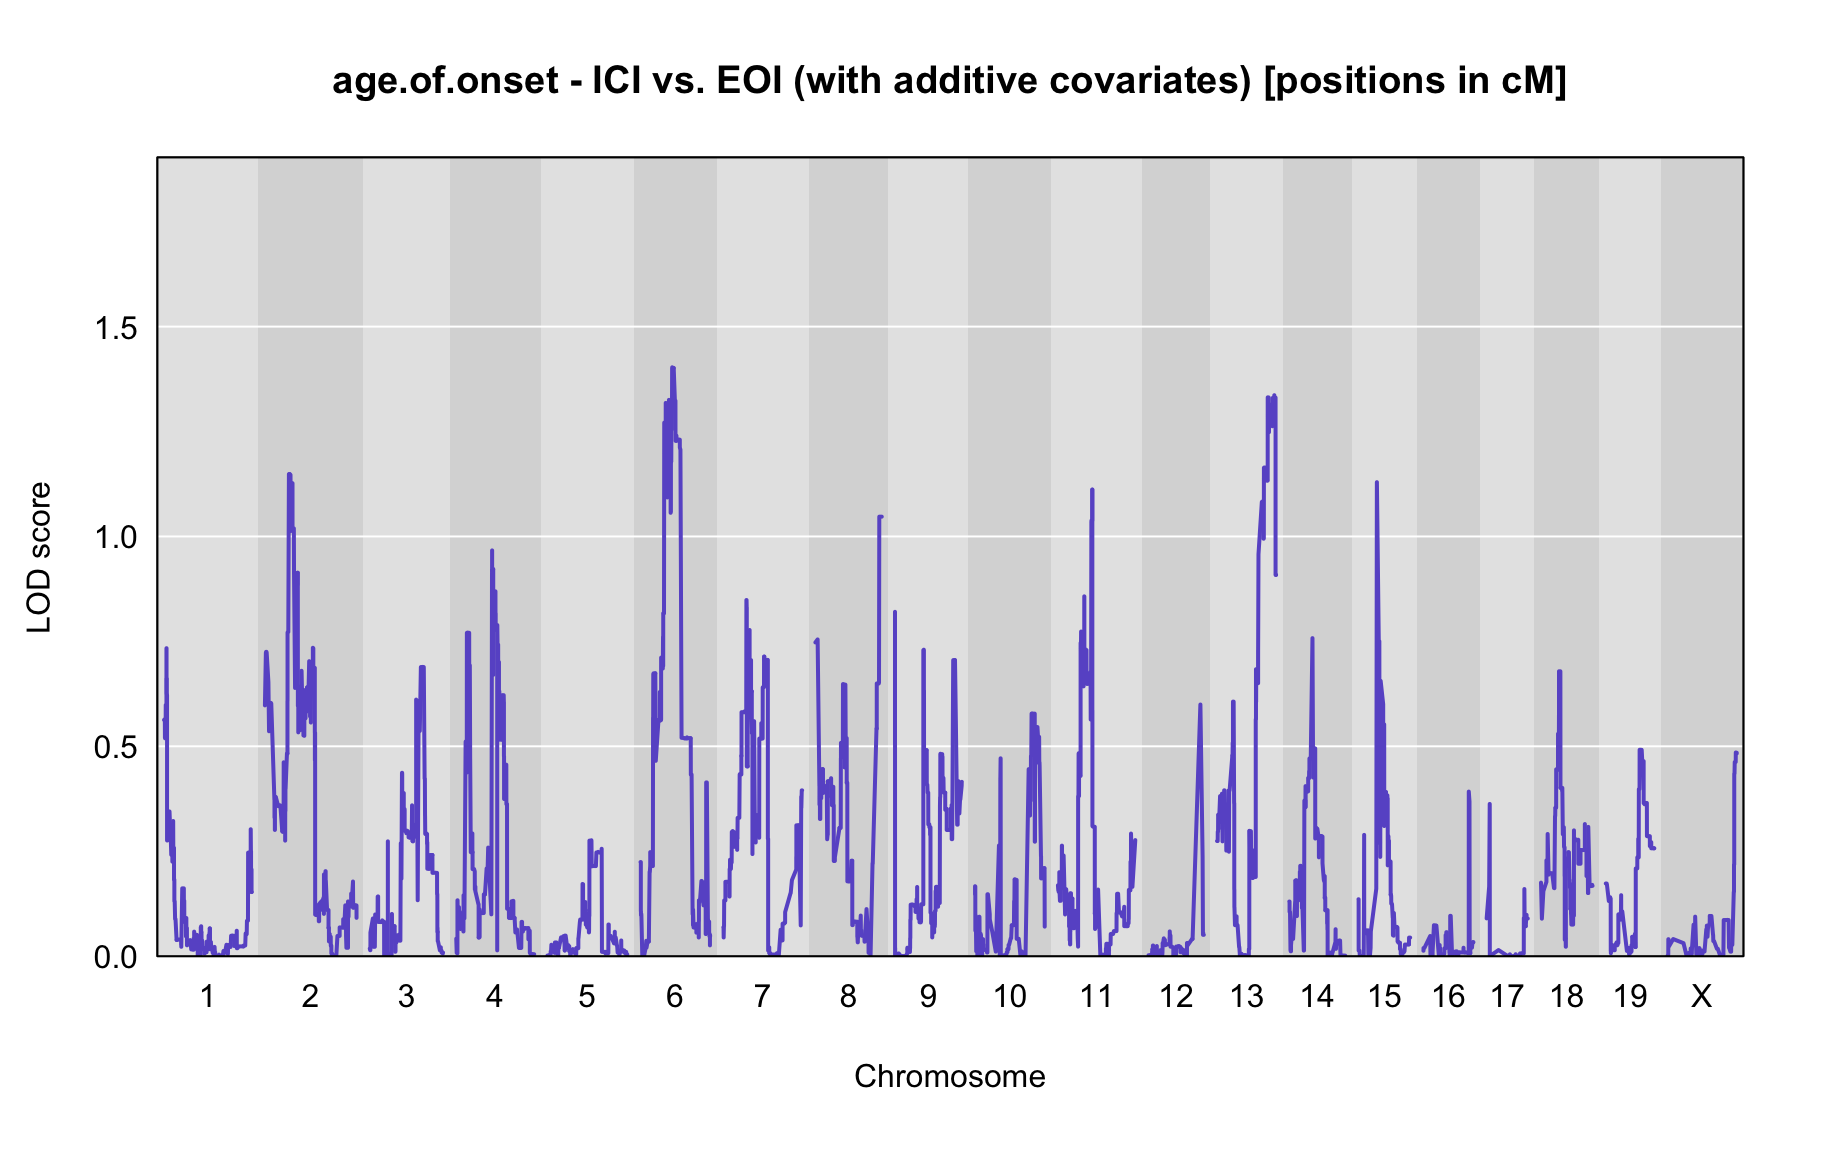 age.of.onset - ICI vs. EOI (with additive covariates) [positions in cM]
LOD score
1.5
1.0
0.5
0.0
1 2 3 4 5 6 7 8 9 10 11 12 13 14 15 16 17 18 19 X
Chromosome